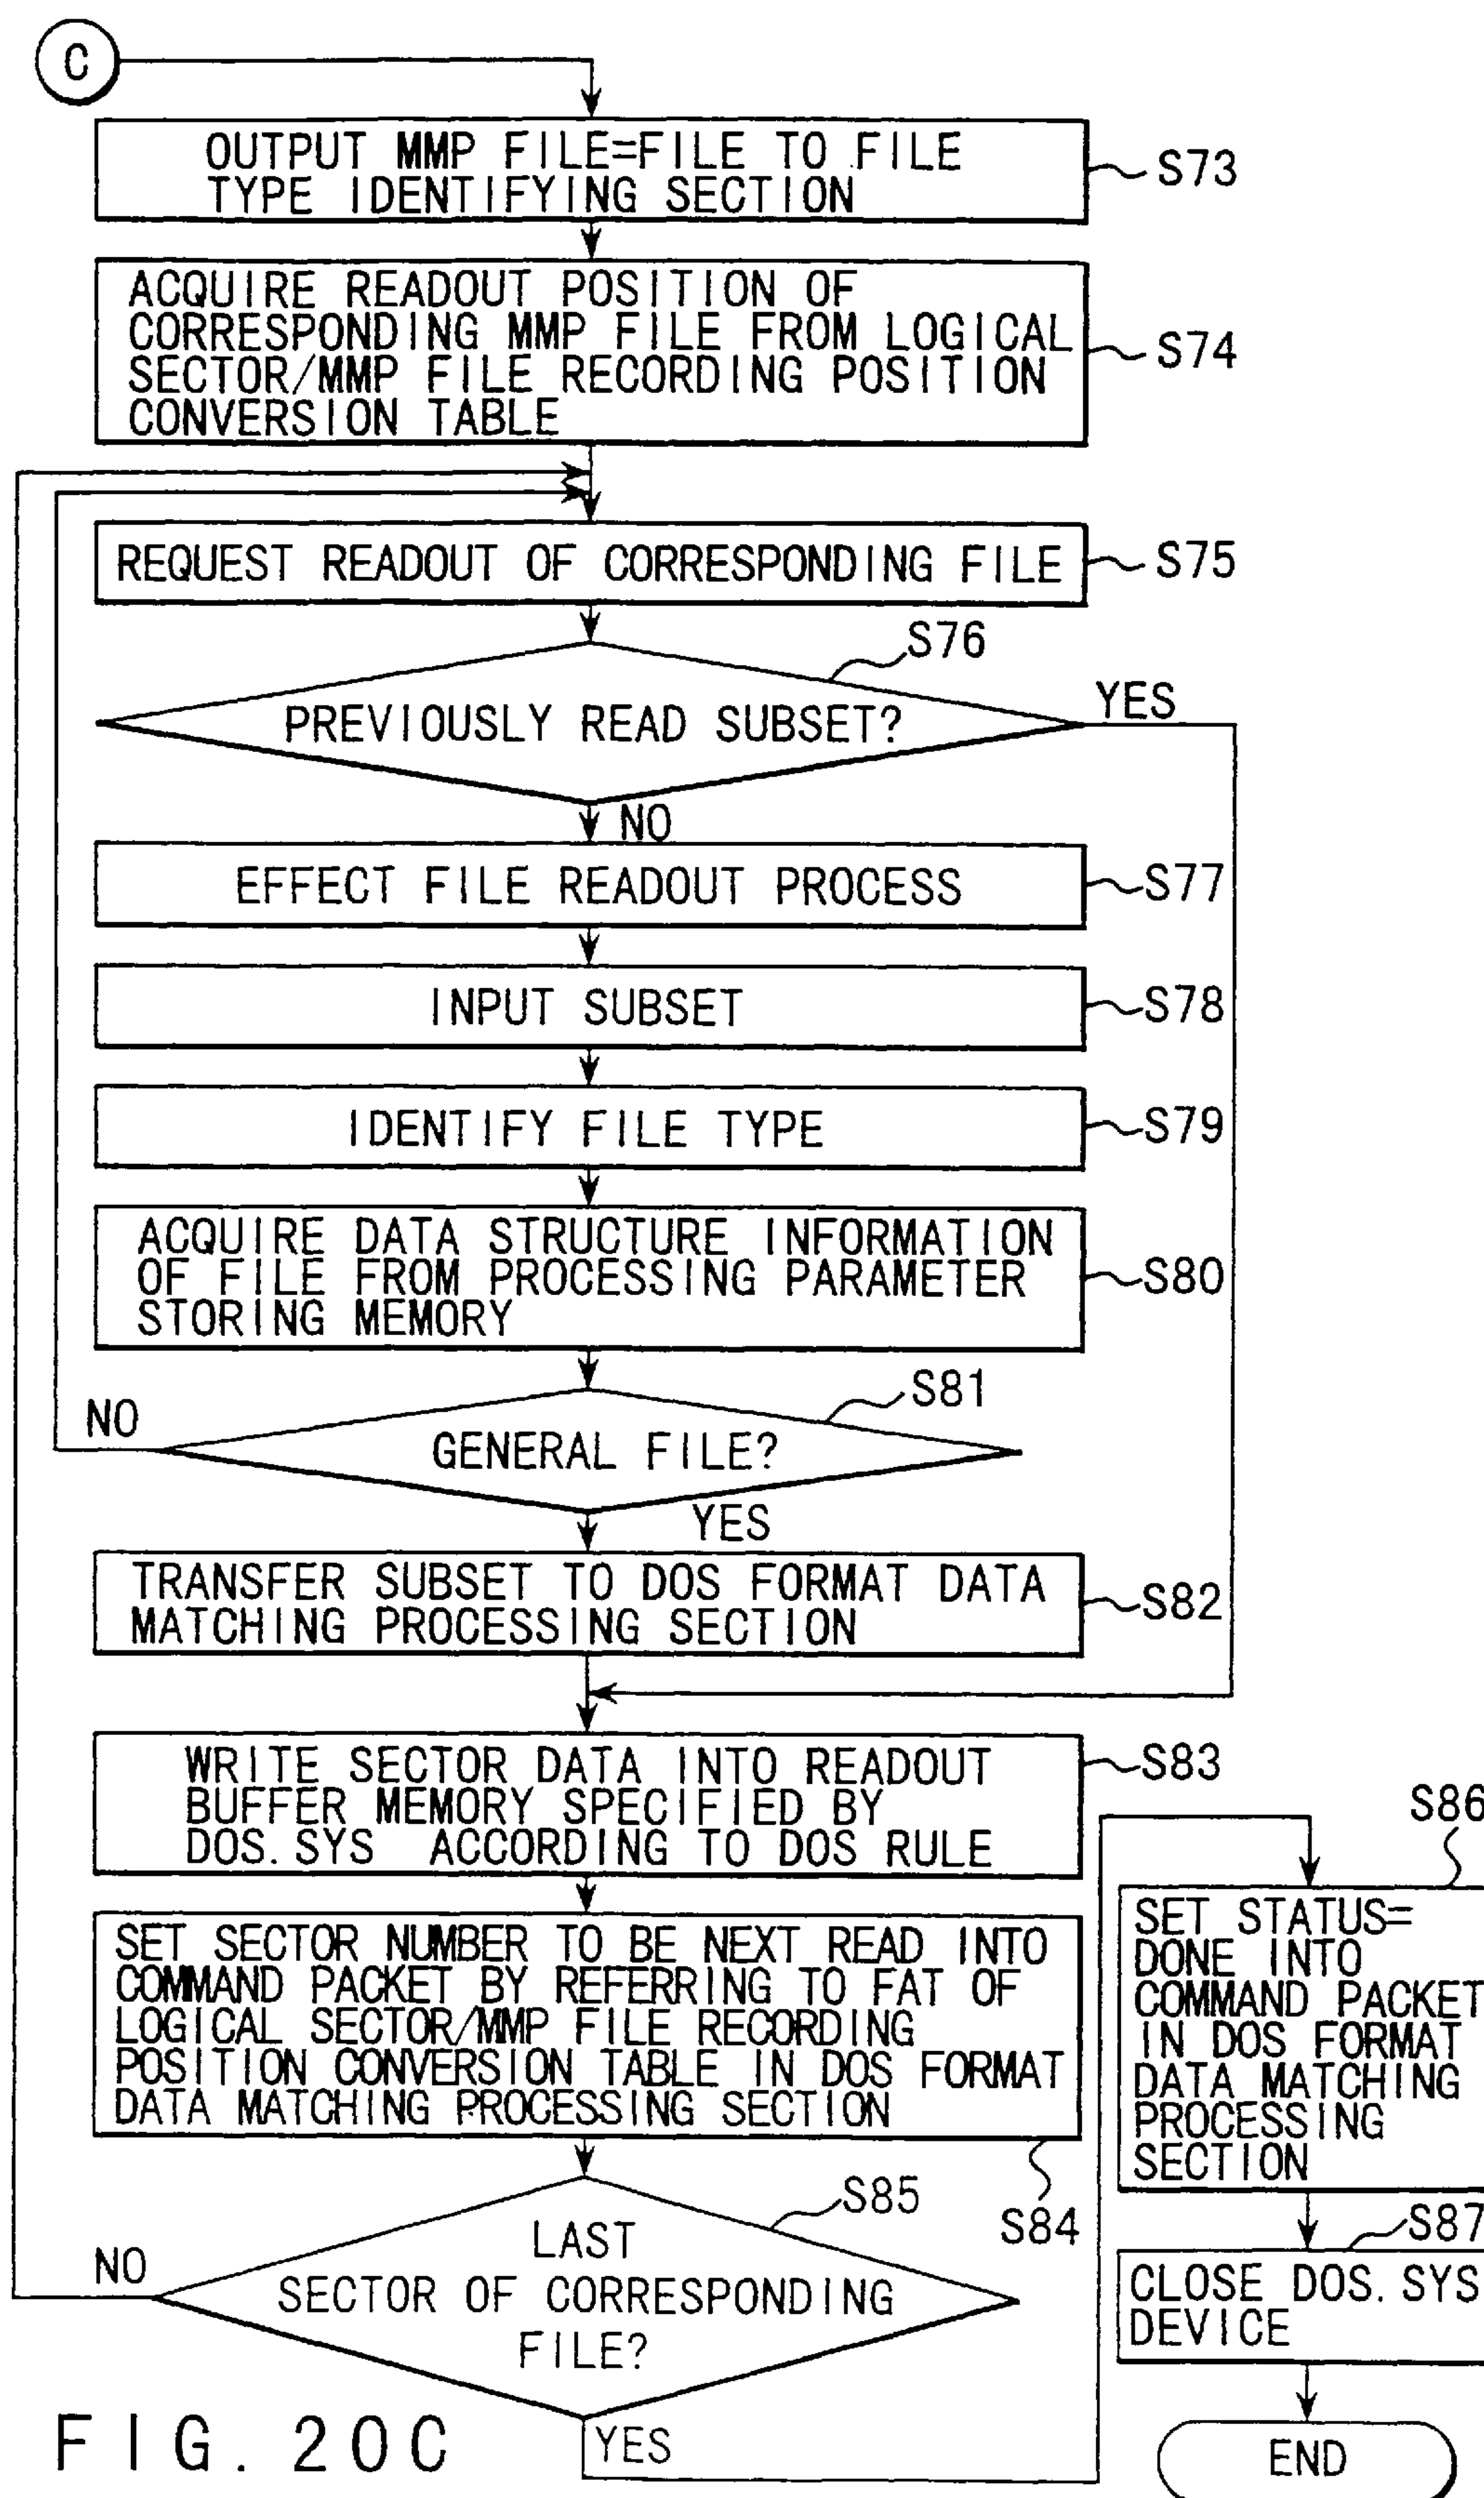 C
OUTPUT MMP FILE=FILE TO FILE
TYPE IDENTIFYING SECTION
S73
ACQUIRE READOUT POSITION OF
CORRESPONDING MMP FILE FROM LOGICAL
SECTOR/MMP FILE RECORDING POSITION
CONVERSION TABLE
S74
REQUEST READOUT OF CORRESPONDING FILE
S75
S76
PREVIOUSLY READ SUBSET?
YES
NO
EFFECT FILE READOUT PROCESS
S77
INPUT SUBSET
S78
IDENTIFY FILE TYPE
S79
ACQUIRE DATA STRUCTURE INFORMATION
OF FILE FROM PROCESSING PARAMETER
STORING MEMORY
S80
S81
NO
GENERAL FILE?
YES
TRANSFER SUBSET TO DOS FORMAT DATA
MATCHING PROCESSING SECTION
S82
WRITE SECTOR DATA INTO READOUT
BUFFER MEMORY SPECIFIED BY
DOS.SYS ACCORDING TO DOS RULE
S83
SET SECTOR NUMBER TO BE NEXT READ INTO
COMMAND PACKET BY REFERRING TO FAT OF
LOGICAL SECTOR/MMP FILE RECORDING
POSITION CONVERSION TABLE IN DOS FORMAT
DATA MATCHING PROCESSING SECTION
S84
S85
NO
LAST
SECTOR OF CORRESPONDING
FILE?
YES
S86
SET STATUS=
DONE INTO
COMMAND PACKET
IN DOS FORMAT
DATA MATCHING
PROCESSING
SECTION
S87
CLOSE DOS.SYS
DEVICE
END
FIG. 20C